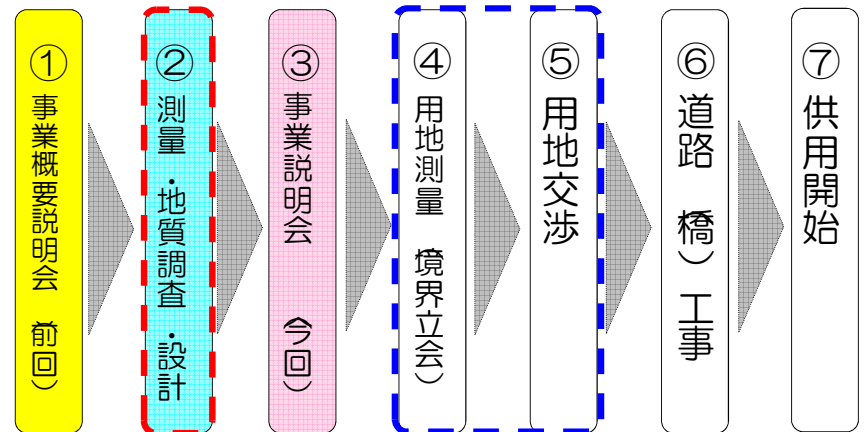 ①事業概要説明会(前回)
②測量・地質調査・設計
③事業説明会(今回)
④用地測量(境界立会)
⑤用地交渉
⑥道路(橋)工事
⑦供用開始